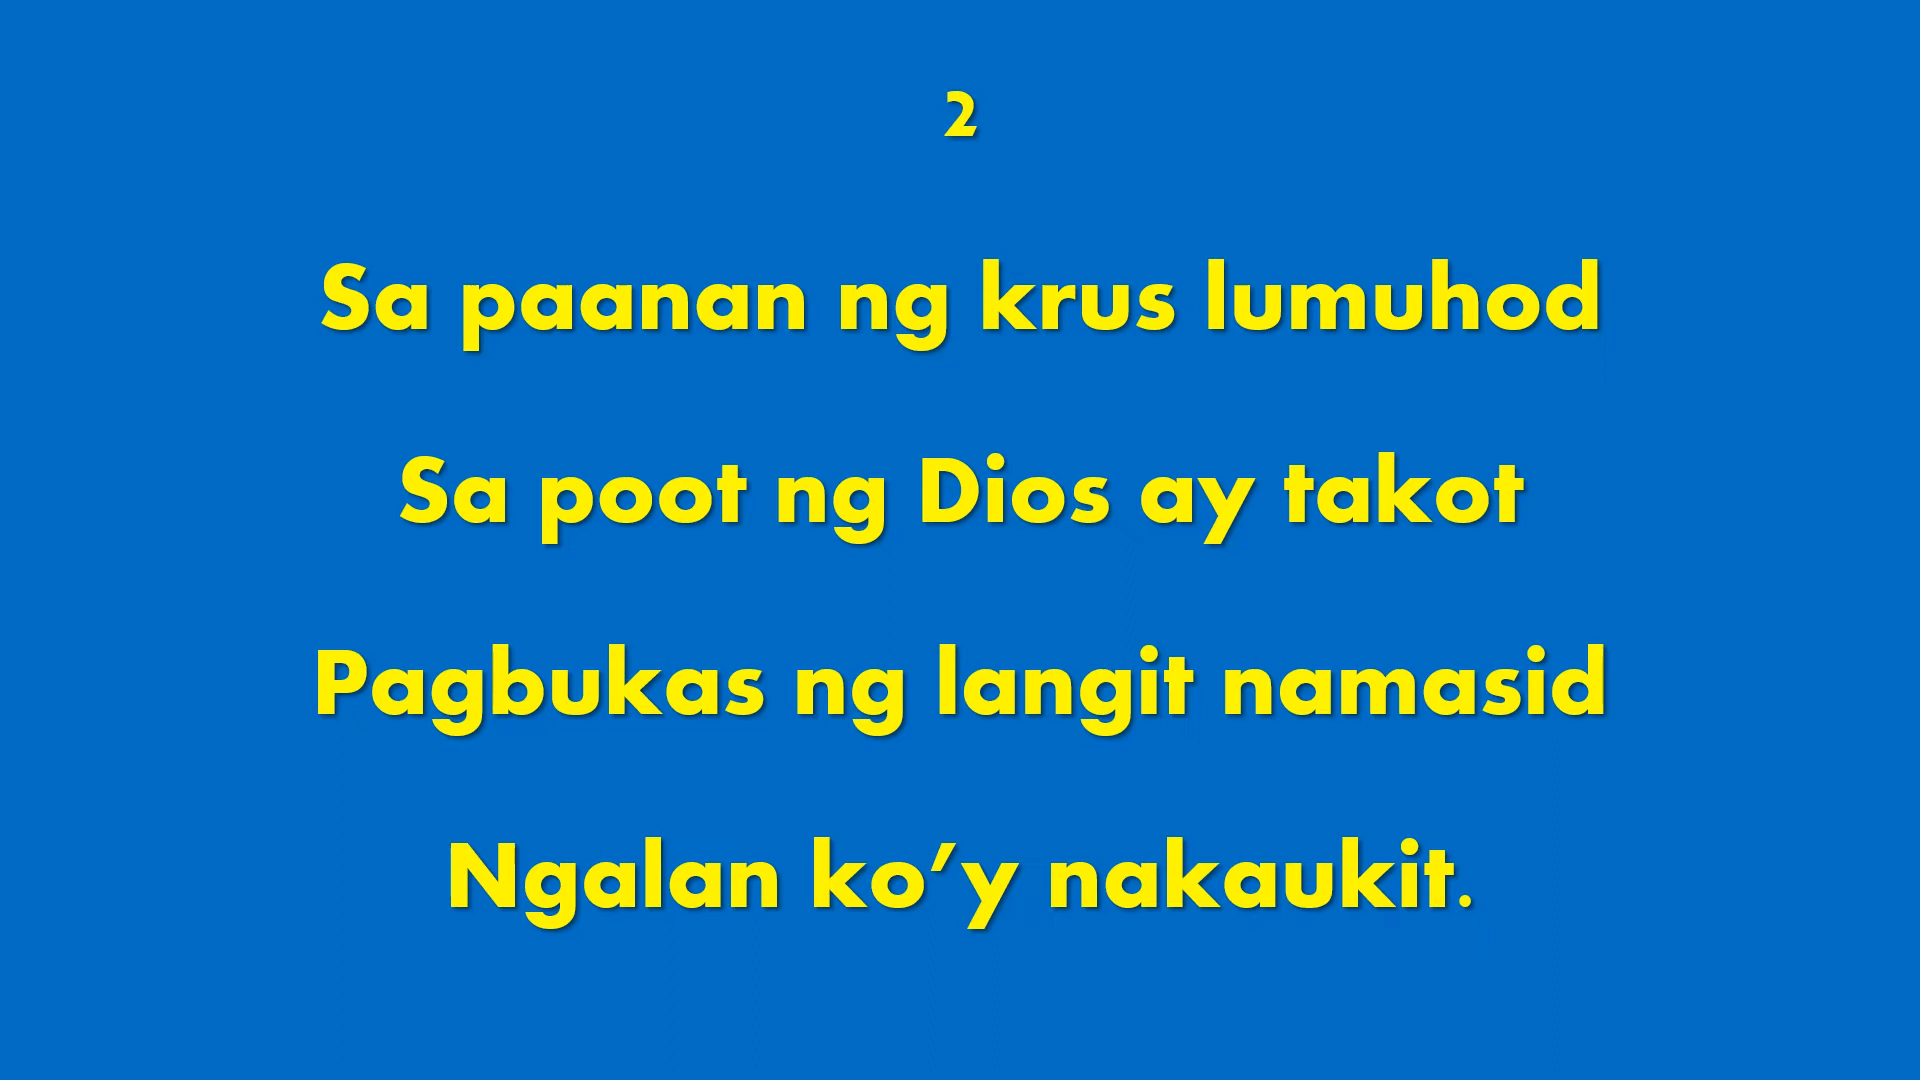 2
Sa paanan ng krus lumuhod
Sa poot ng Dios ay takot
Pagbukas ng langit namasid
Ngalan ko’y nakaukit.